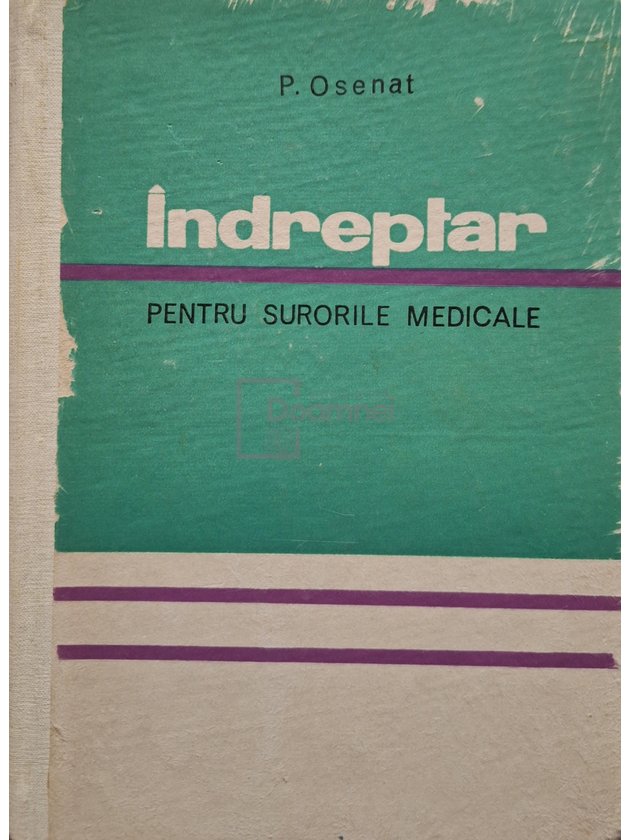 P. Osenat
Îndreptar
PENTRU SURORILE MEDICALE